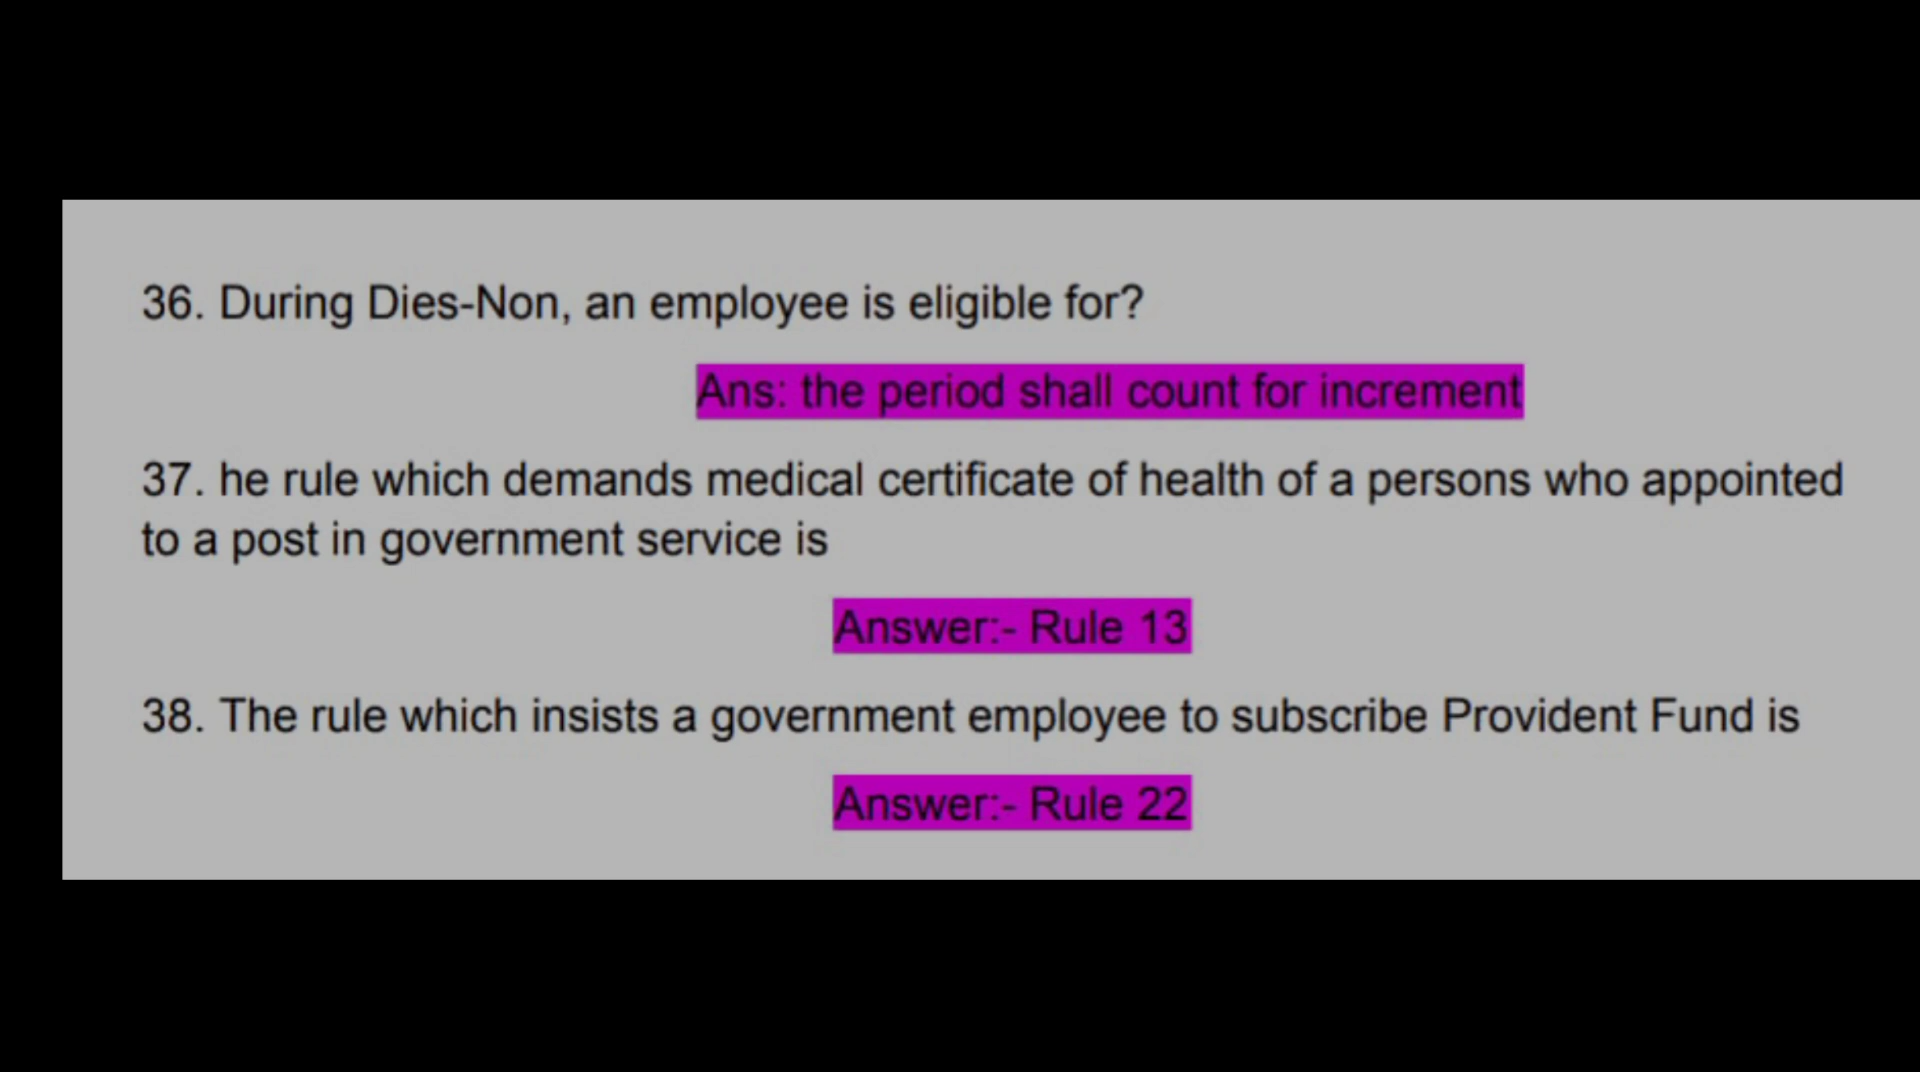 36. During Dies-Non, an employee is eligible for?
Ans: the period shall count for increment
37. he rule which demands medical certificate of health of a persons who appointed
to a post in government service is
Answer:- Rule 13
38. The rule which insists a government employee to subscribe Provident Fund is
Answer:- Rule 22